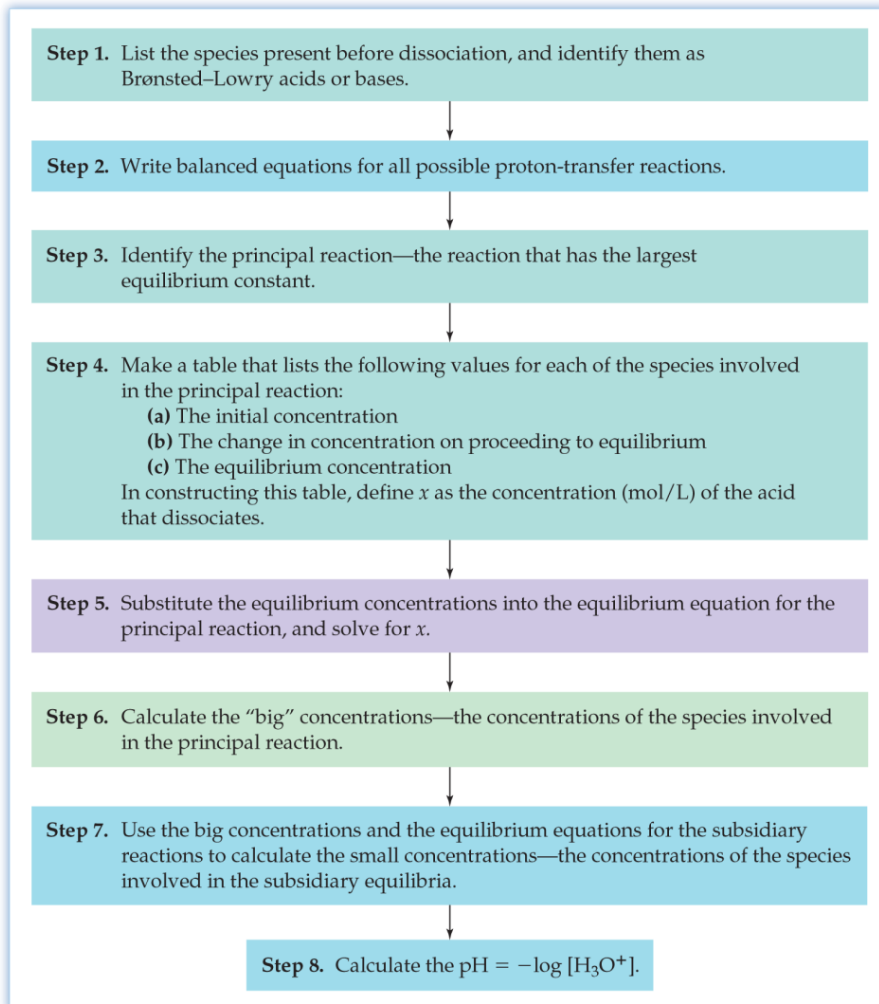 Step 1. List the species present before dissociation, and identify them as
Brønsted–Lowry acids or bases.
Step 2. Write balanced equations for all possible proton-transfer reactions.
Step 3. Identify the principal reaction—the reaction that has the largest
equilibrium constant.
Step 4. Make a table that lists the following values for each of the species involved
in the principal reaction:
(a) The initial concentration
(b) The change in concentration on proceeding to equilibrium
(c) The equilibrium concentration
In constructing this table, define x as the concentration (mol/L) of the acid
that dissociates.
Step 5. Substitute the equilibrium concentrations into the equilibrium equation for the
principal reaction, and solve for x.
Step 6. Calculate the “big” concentrations—the concentrations of the species involved
in the principal reaction.
Step 7. Use the big concentrations and the equilibrium equations for the subsidiary
reactions to calculate the small concentrations—the concentrations of the species
involved in the subsidiary equilibria.
Step 8. Calculate the pH = −log [H₃O⁺].